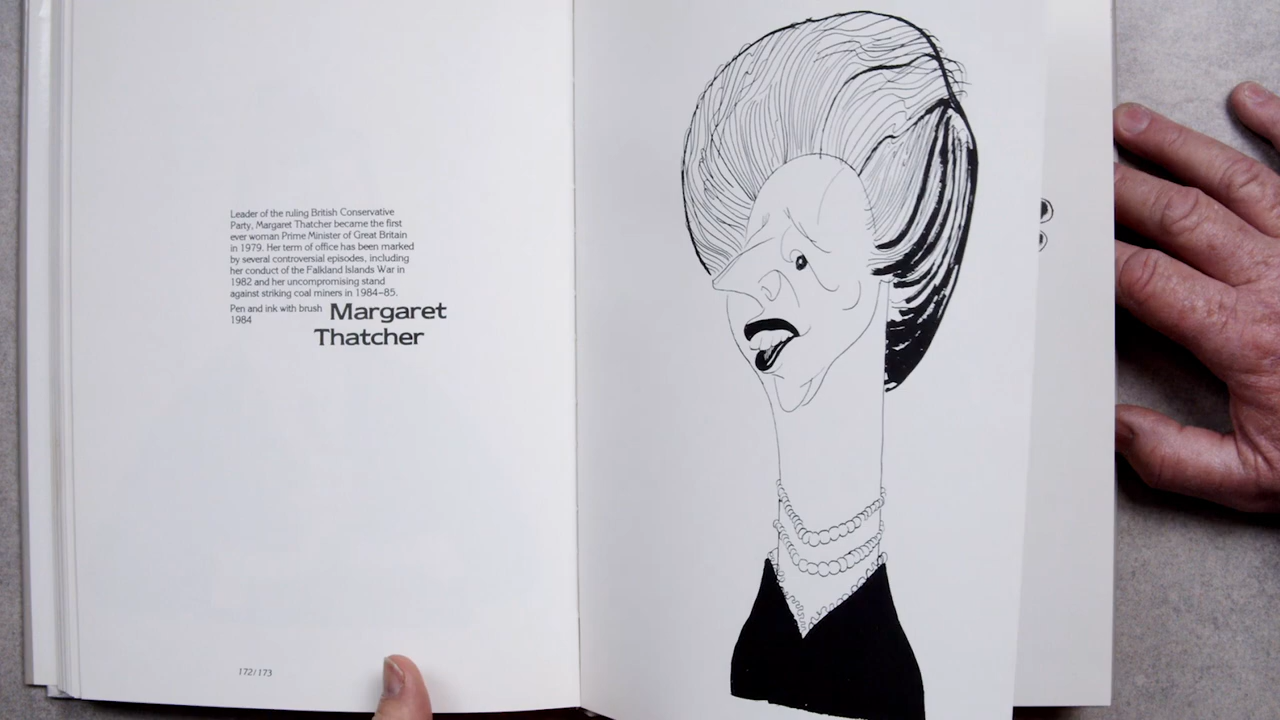 Leader of the ruling British Conservative
Party, Margaret Thatcher became the first
ever woman Prime Minister of Great Britain
in 1979. Her term of office has been marked
by several controversial episodes, including
her conduct of the Falkland Islands War in
1982 and her uncompromising stand
against striking coal miners in 1984–85.
Pen and ink with brush
1984
Margaret
Thatcher
172/173